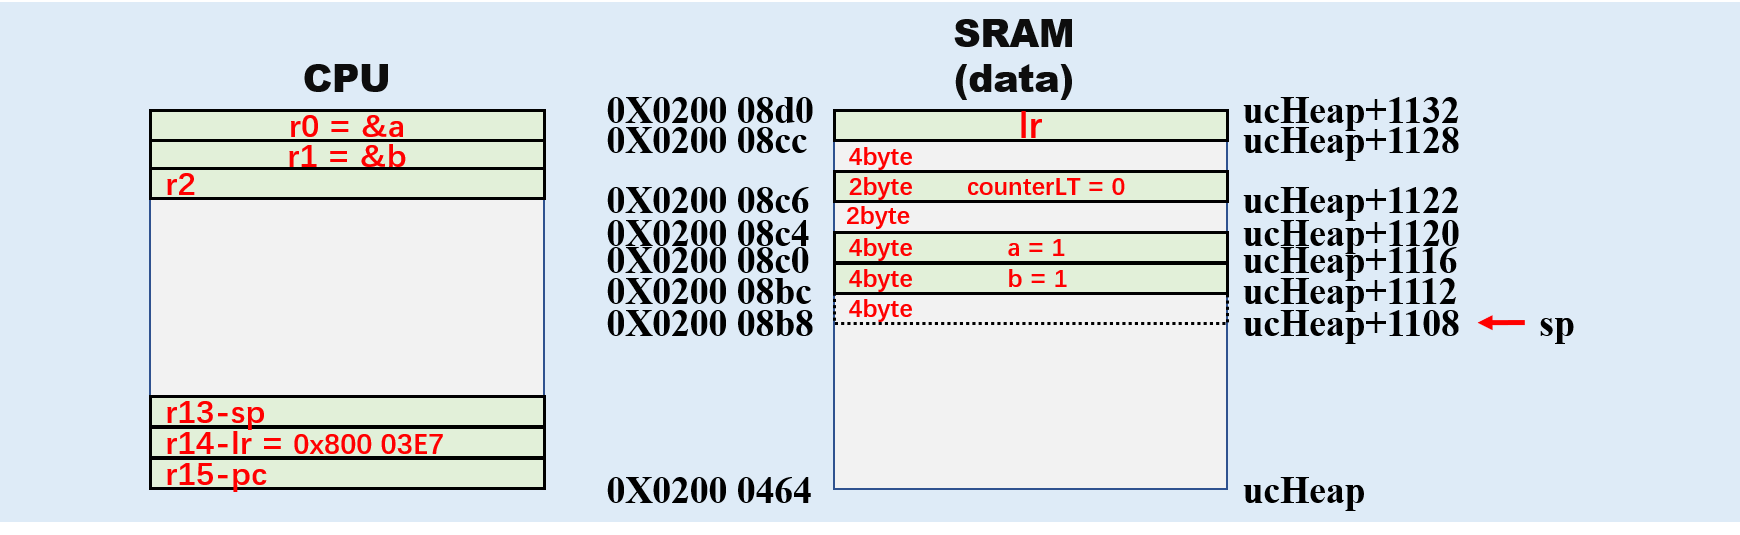 CPU
r0 = &a
r1 = &b
r2
r13-sp
r14-lr = 0x800 03E7
r15-pc
SRAM
(data)
0X0200 08d0
lr
ucHeap+1132
0X0200 08cc
ucHeap+1128
4byte
2byte counterLT = 0
0X0200 08c6
ucHeap+1122
2byte
0X0200 08c4
ucHeap+1120
4byte a = 1
0X0200 08c0
ucHeap+1116
4byte b = 1
0X0200 08bc
ucHeap+1112
4byte
0X0200 08b8
ucHeap+1108
sp
0X0200 0464
ucHeap